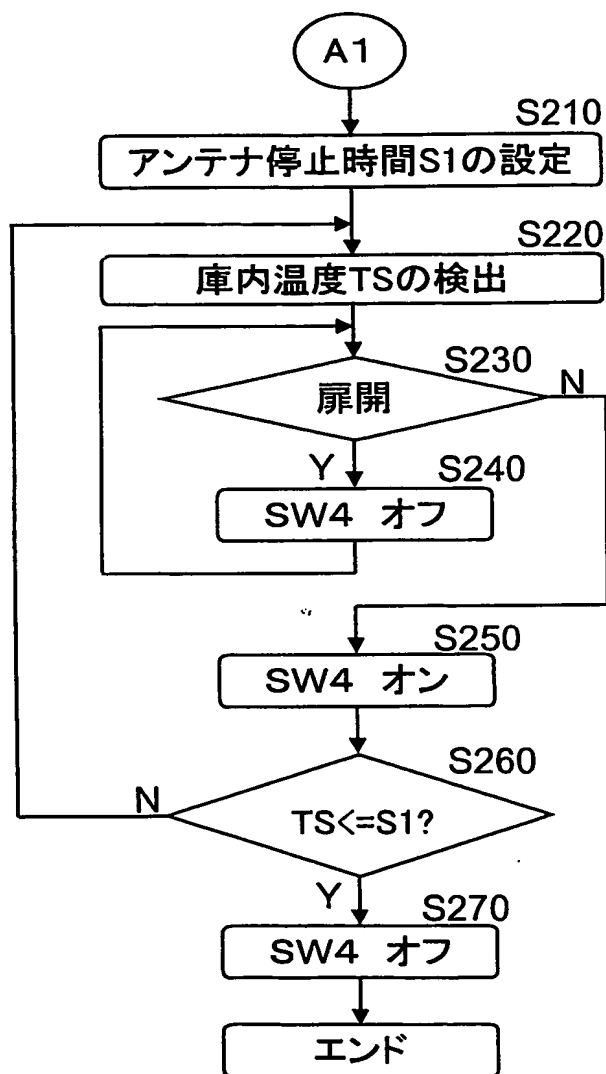 A1
S210
アンテナ停止時間S1の設定
S220
庫内温度TSの検出
S230
扉開
N
Y
S240
SW4 オフ
S250
SW4 オン
S260
N
TS<=S1?
Y
S270
SW4 オフ
エンド